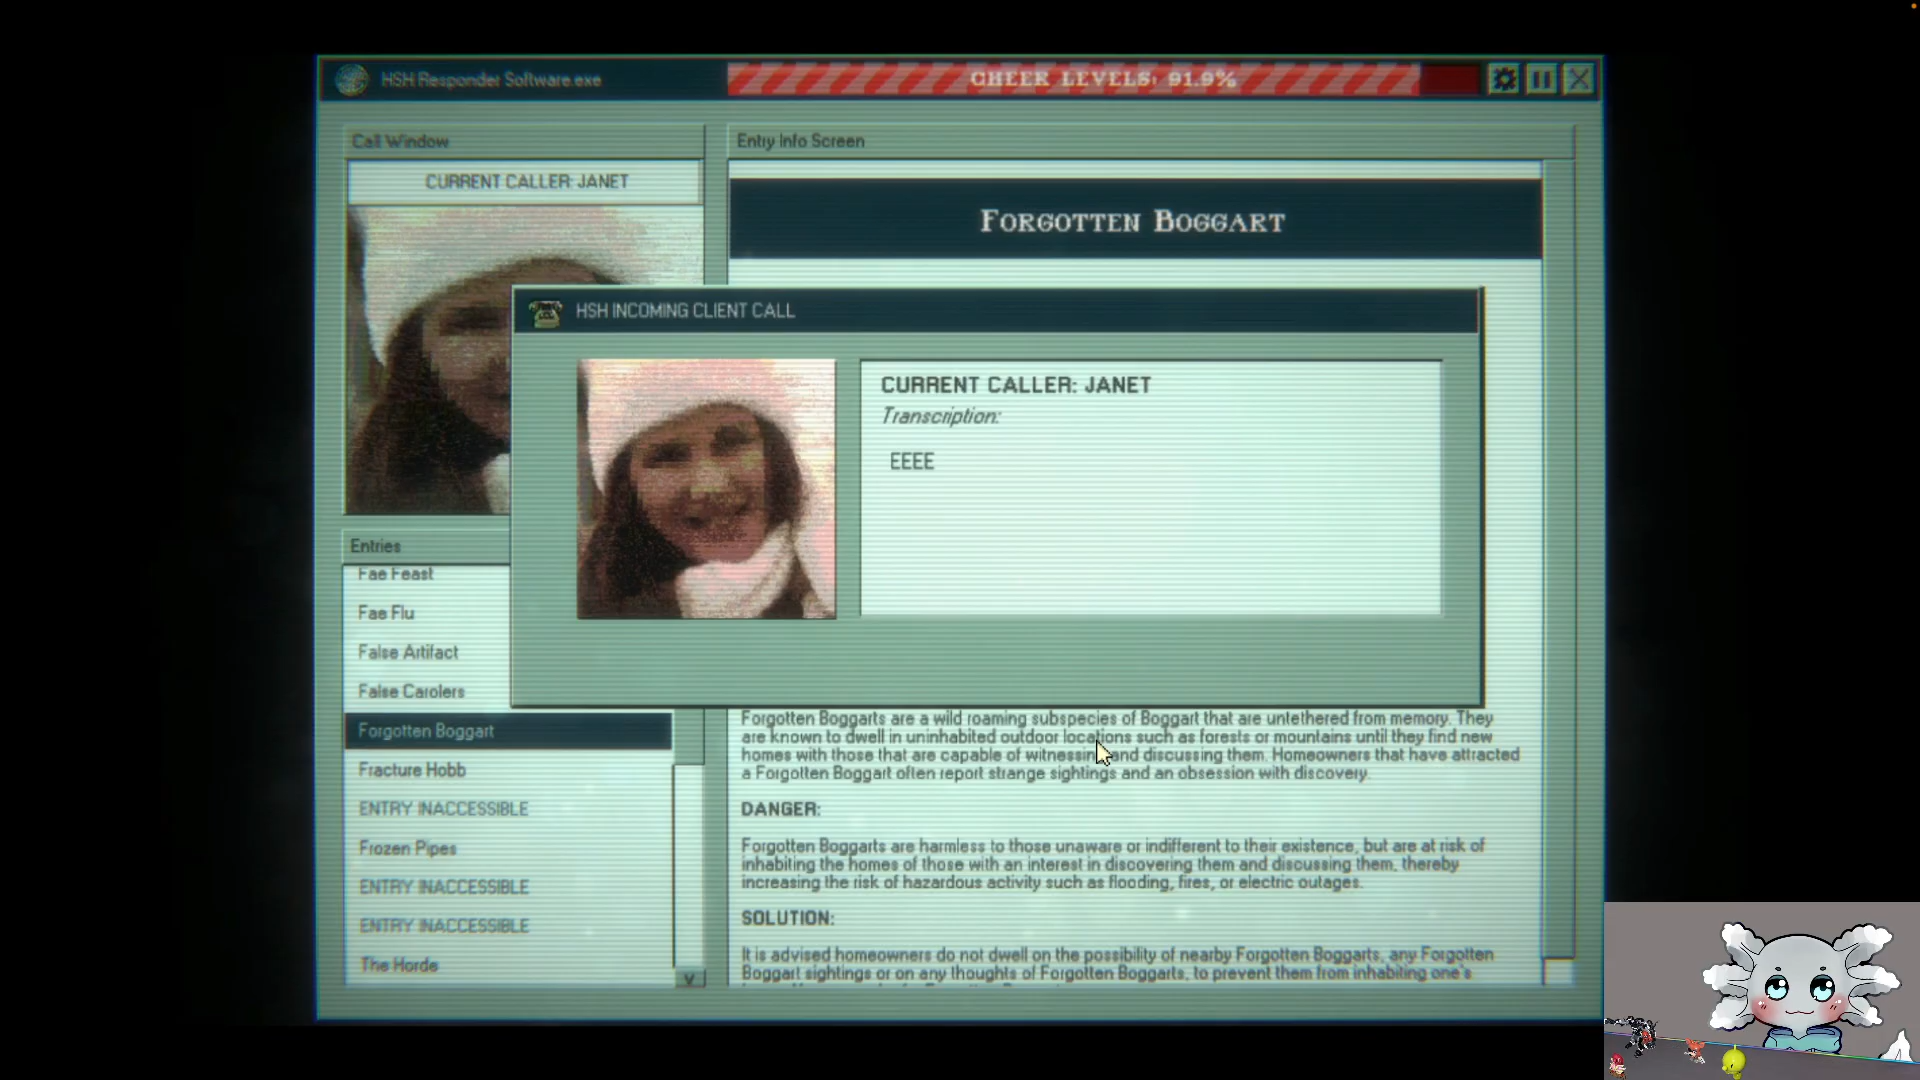 HSH Responder Software.exe
CHEER LEVELS: 91.9%
Call Window
CURRENT CALLER: JANET
Entry Info Screen
FORGOTTEN BOGGART
HSH INCOMING CLIENT CALL
CURRENT CALLER: JANET
Transcription:
EEEE
Entries
Fae Feast
Fae Flu
False Artifact
False Carolers
Forgotten Boggart
Fracture Hobb
ENTRY INACCESSIBLE
Frozen Pipes
ENTRY INACCESSIBLE
ENTRY INACCESSIBLE
The Horde
Forgotten Boggarts are a wild roaming subspecies of Boggart that are untethered from memory. They
are known to dwell in uninhabited outdoor locations such as forests or mountains until they find new
homes with those that are capable of witnessing and discussing them. Homeowners that have attracted
a Forgotten Boggart often report strange sightings and an obsession with discovery.
DANGER:
Forgotten Boggarts are harmless to those unaware or indifferent to their existence, but are at risk of
inhabiting the homes of those with an interest in discovering them and discussing them, thereby
increasing the risk of hazardous activity such as flooding, fires, or electric outages.
SOLUTION:
It is advised homeowners do not dwell on the possibility of nearby Forgotten Boggarts, any Forgotten
Boggart sightings or on any thoughts of Forgotten Boggarts, to prevent them from inhabiting one's